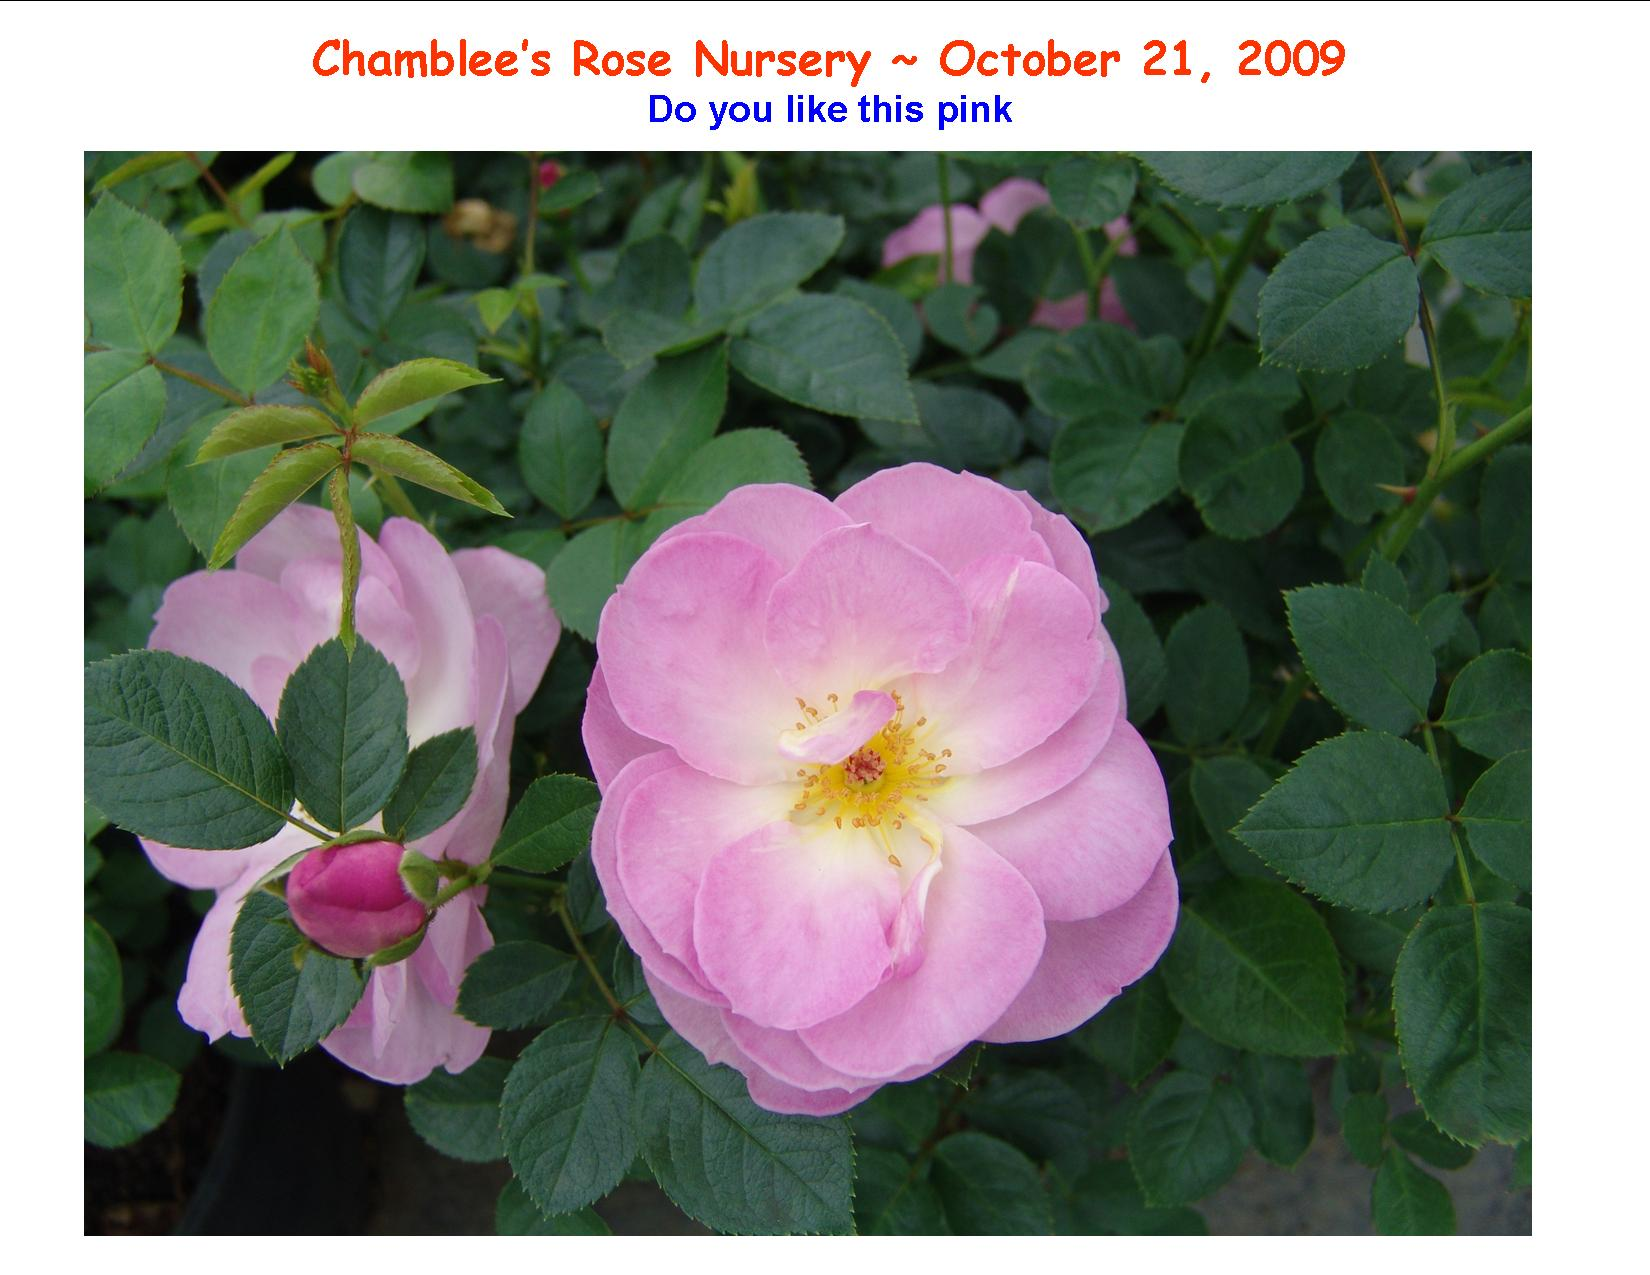 Chamblee's Rose Nursery ~ October 21, 2009
Do you like this pink